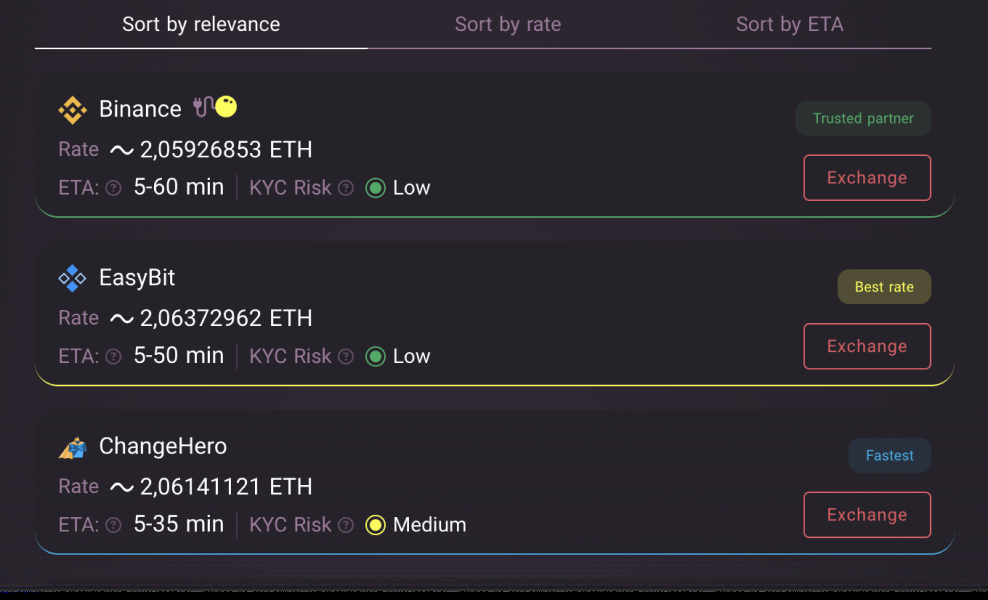 Sort by relevance Sort by rate Sort by ETA
Binance
Trusted partner
Rate ~ 2,05926853 ETH
Exchange
ETA: ? 5-60 min | KYC Risk ? Low
EasyBit
Best rate
Rate ~ 2,06372962 ETH
Exchange
ETA: ? 5-50 min | KYC Risk ? Low
ChangeHero
Fastest
Rate ~ 2,06141121 ETH
Exchange
ETA: ? 5-35 min | KYC Risk ? Medium